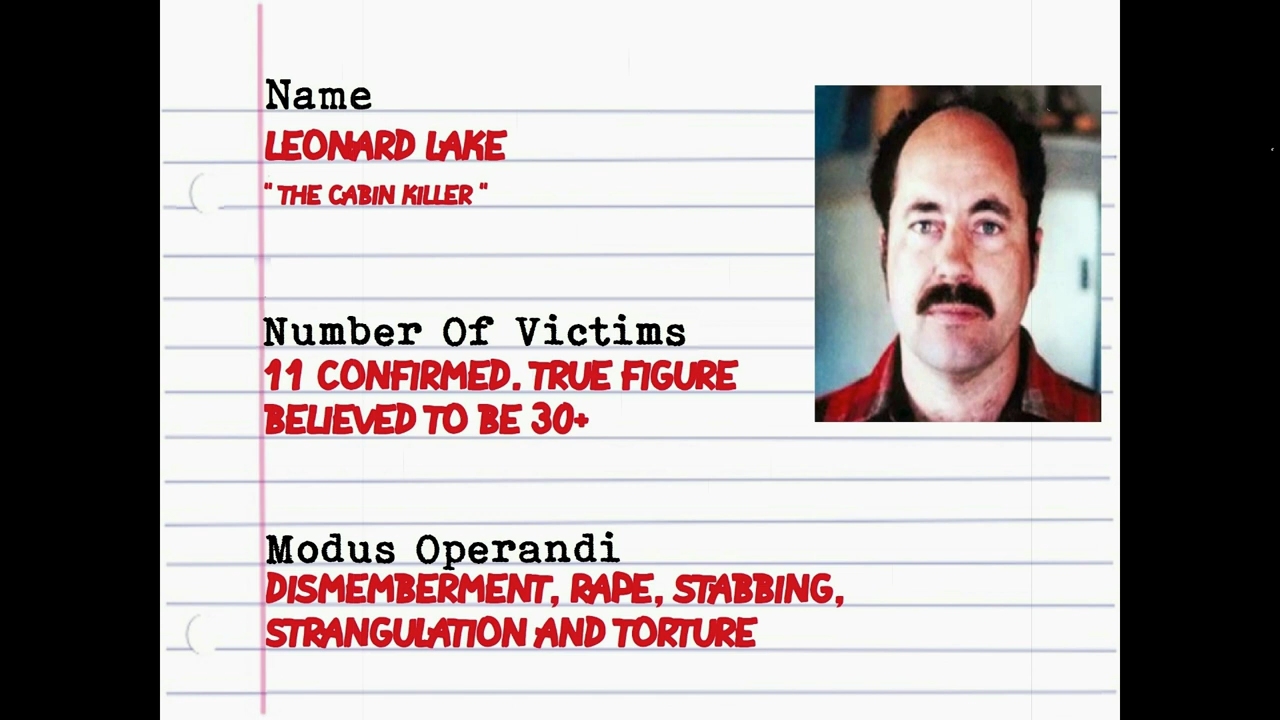 Name
LEONARD LAKE
" THE CABIN KILLER "
Number Of Victims
11 CONFIRMED. TRUE FIGURE
BELIEVED TO BE 30+
Modus Operandi
DISMEMBERMENT, RAPE, STABBING,
STRANGULATION AND TORTURE